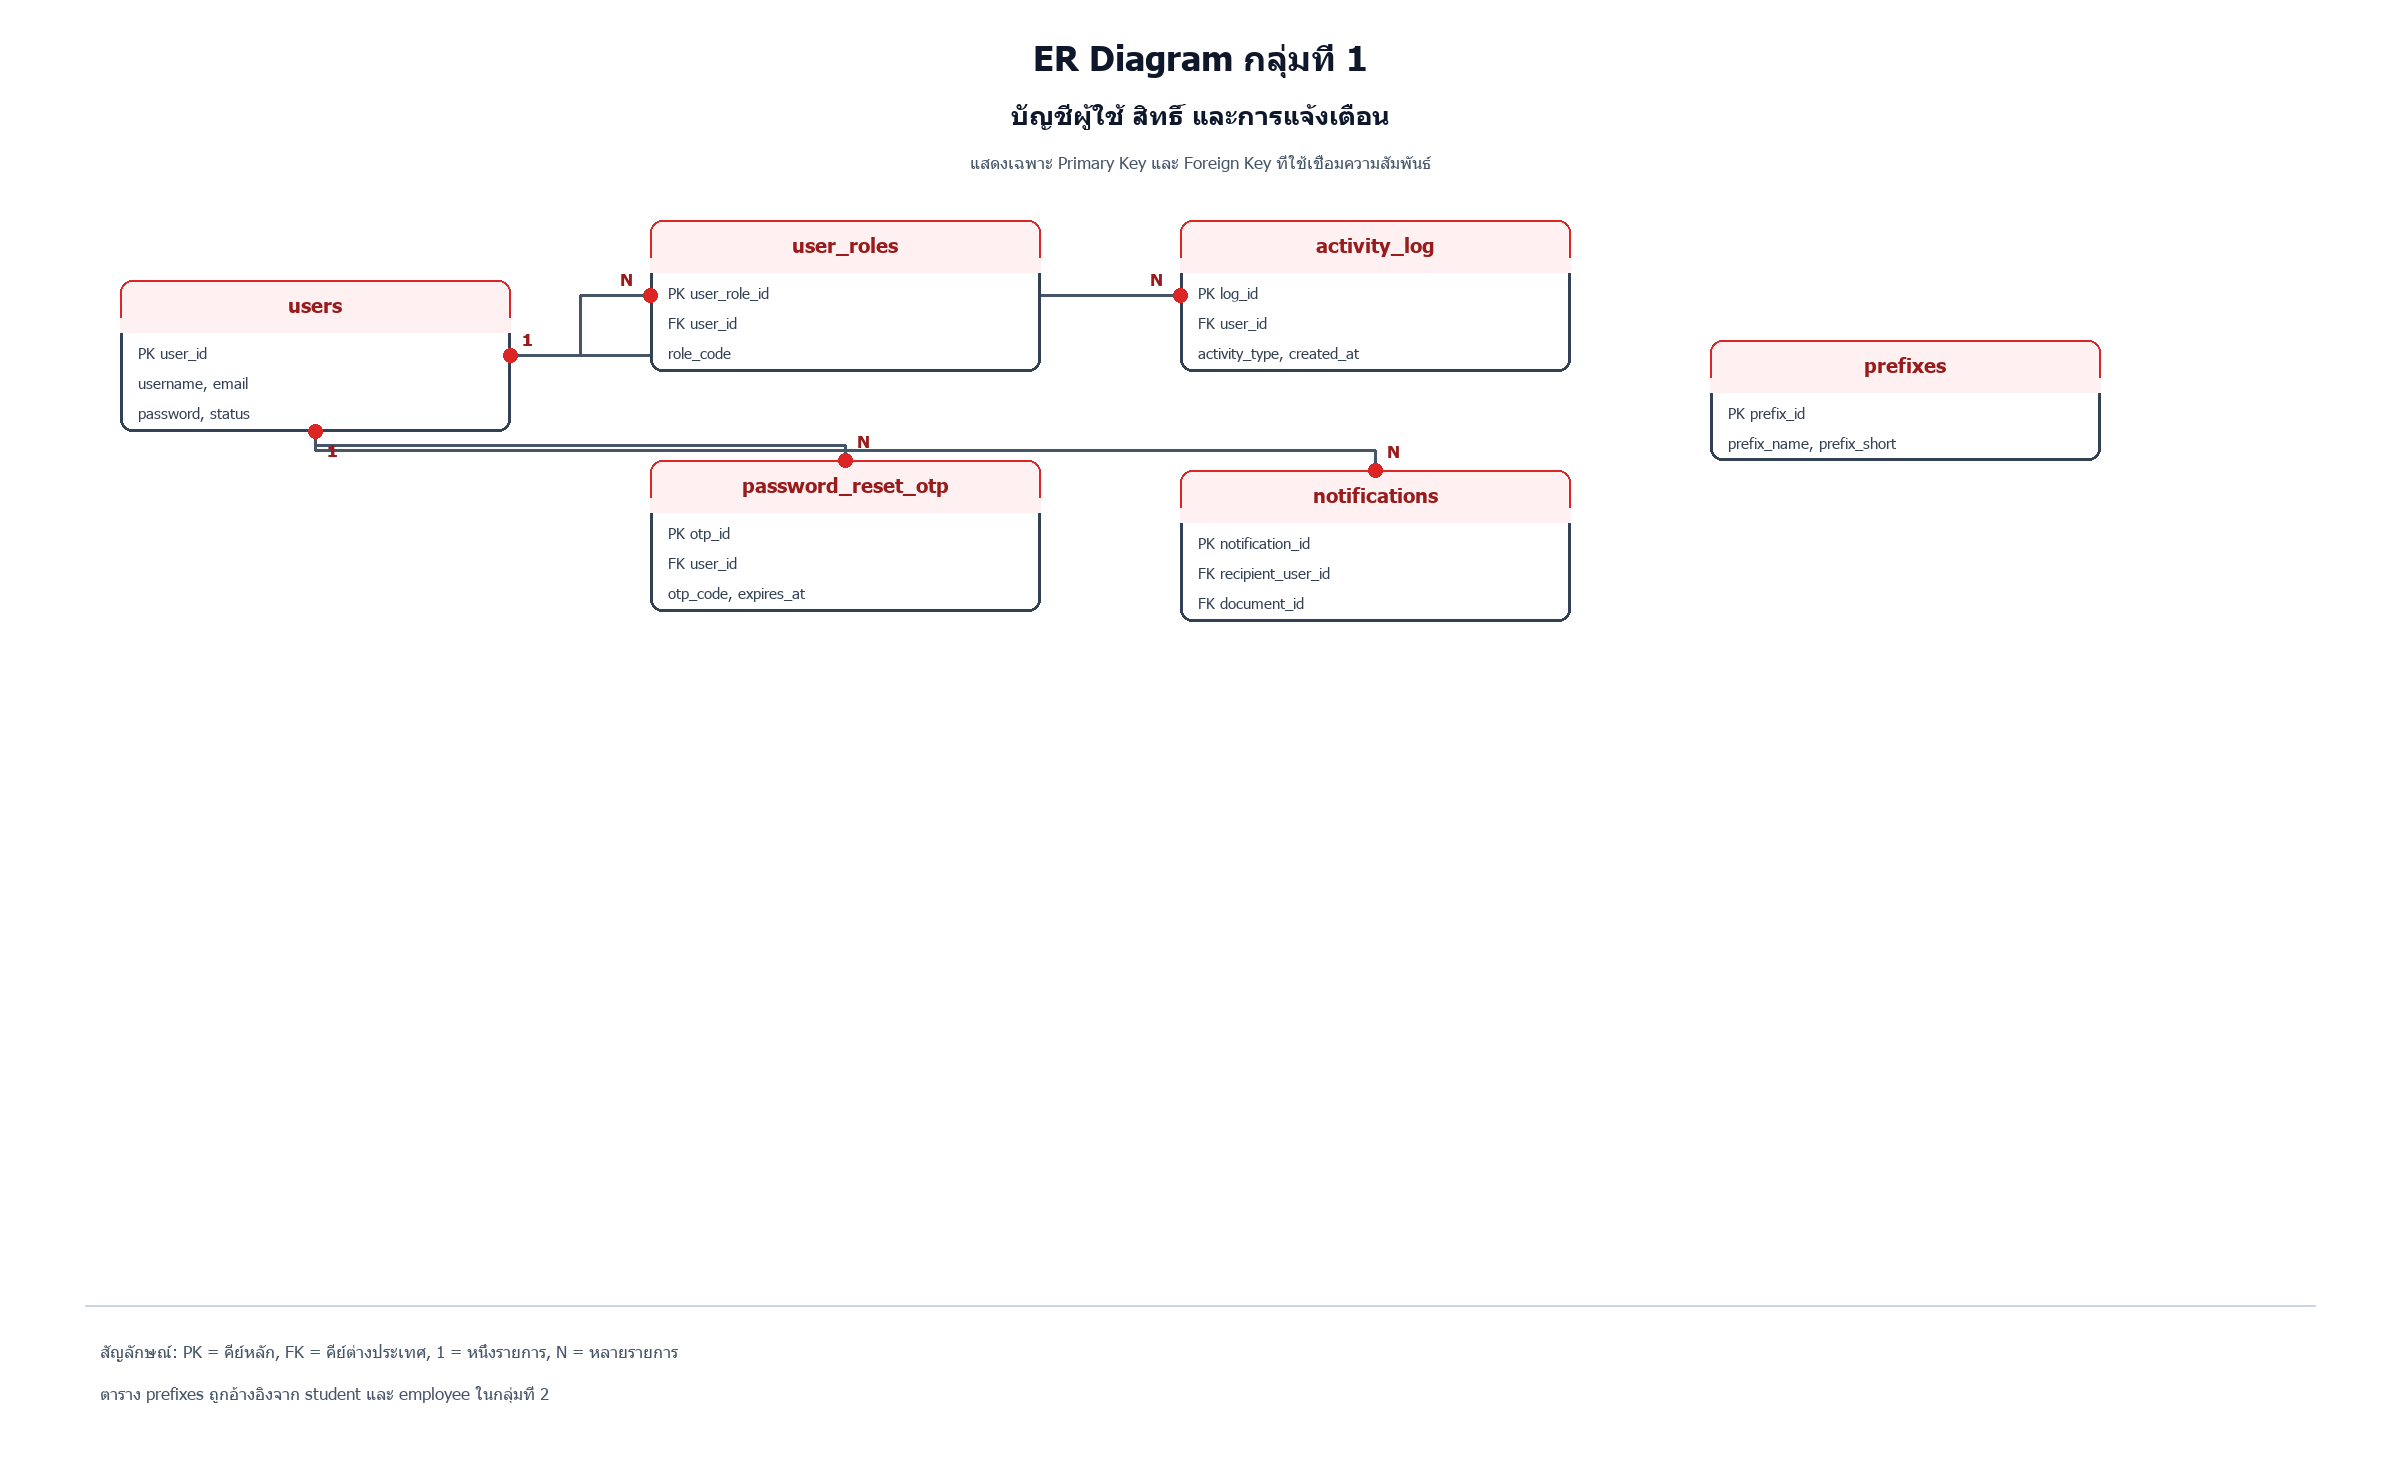 ER Diagram กลุ่มที่ 1
บัญชีผู้ใช้ สิทธิ์ และการแจ้งเตือน
แสดงเฉพาะ Primary Key และ Foreign Key ที่ใช้เชื่อมความสัมพันธ์
users
PK user_id
username, email
password, status
1
1
N
user_roles
PK user_role_id
FK user_id
role_code
N
activity_log
PK log_id
FK user_id
activity_type, created_at
prefixes
PK prefix_id
prefix_name, prefix_short
N
password_reset_otp
PK otp_id
FK user_id
otp_code, expires_at
N
notifications
PK notification_id
FK recipient_user_id
FK document_id
สัญลักษณ์: PK = คีย์หลัก, FK = คีย์ต่างประเทศ, 1 = หนึ่งรายการ, N = หลายรายการ
ตาราง prefixes ถูกอ้างอิงจาก student และ employee ในกลุ่มที่ 2